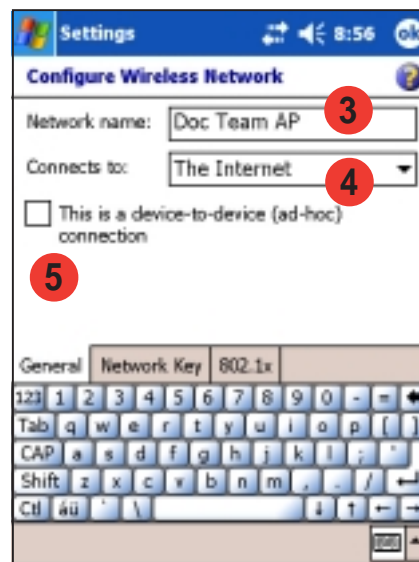 Settings 8:56 ok
Configure Wireless Network ?
Network name: Doc Team AP 3
Connects to: The Internet 4
This is a device-to-device (ad-hoc)
connection
5
General Network Key 802.1x
123 1 2 3 4 5 6 7 8 9 0 - =
Tab q w e r t y u i o p [ ]
CAP a s d f g h j k l ; '
Shift z x c v b n m , . /
Ctl áü ` \